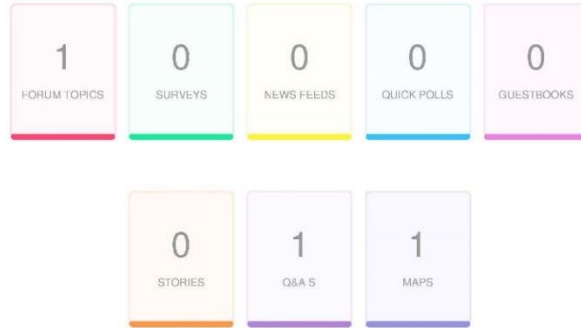 1 0 0 0 0
FORUM TOPICS SURVEYS NEWS FEEDS QUICK POLLS GUESTBOOKS
0 1 1
STORIES Q&A S MAPS